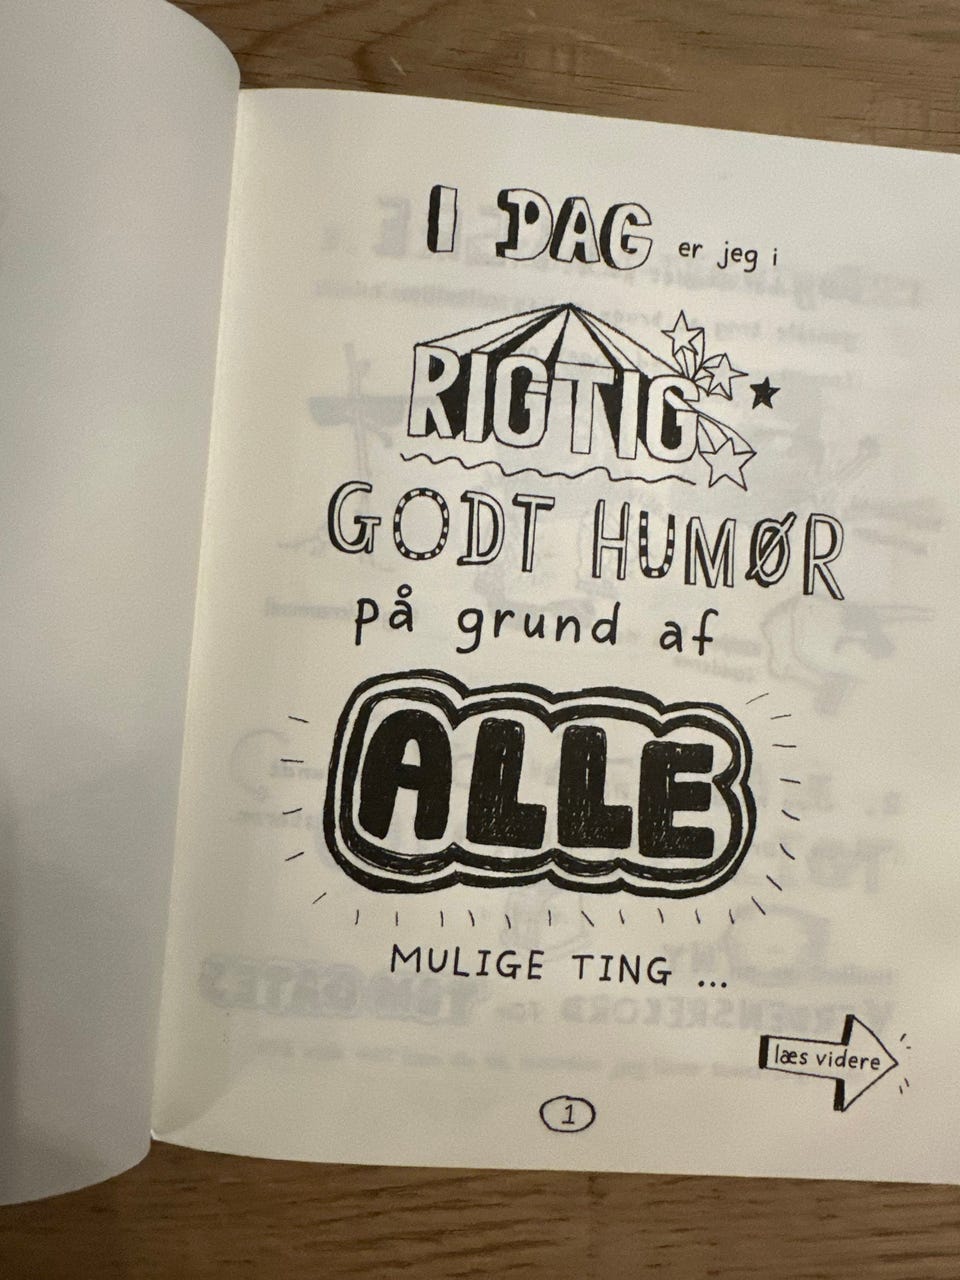 I DAG er jeg i
RIGTIG
GODT HUMØR
på grund af
ALLE
MULIGE TING ...
læs videre
1